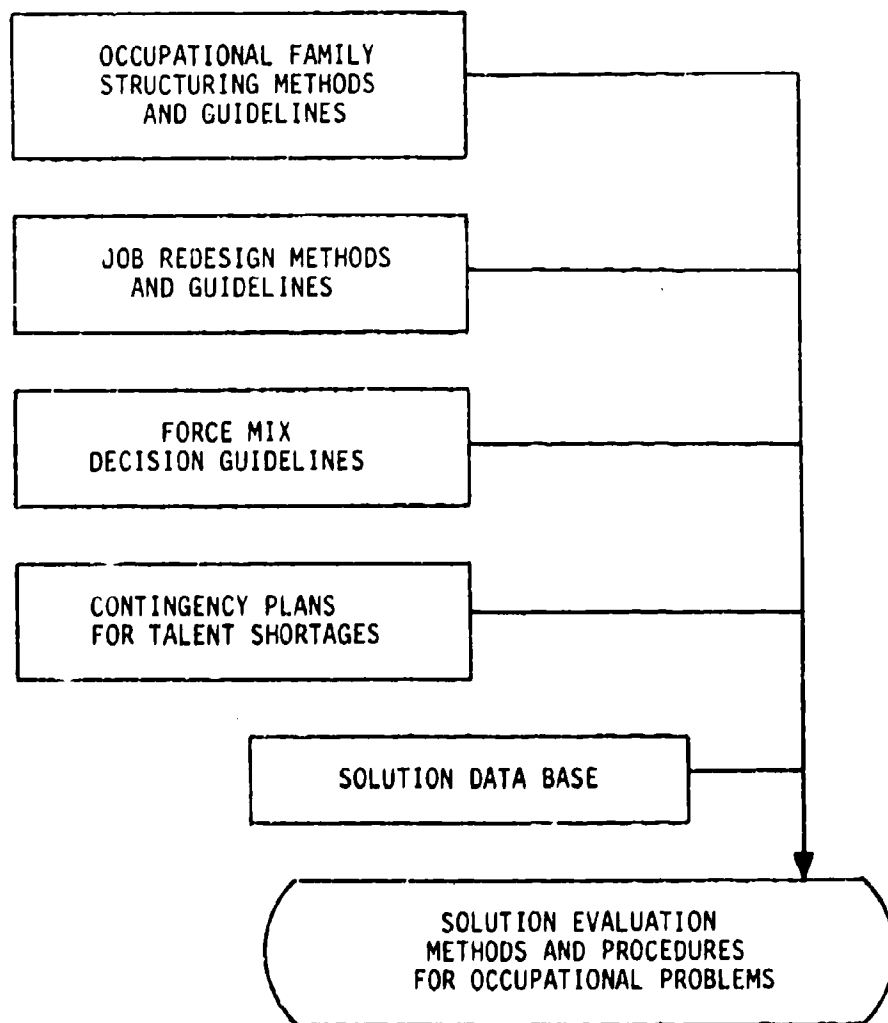 OCCUPATIONAL FAMILY
STRUCTURING METHODS
AND GUIDELINES
JOB REDESIGN METHODS
AND GUIDELINES
FORCE MIX
DECISION GUIDELINES
CONTINGENCY PLANS
FOR TALENT SHORTAGES
SOLUTION DATA BASE
SOLUTION EVALUATION
METHODS AND PROCEDURES
FOR OCCUPATIONAL PROBLEMS